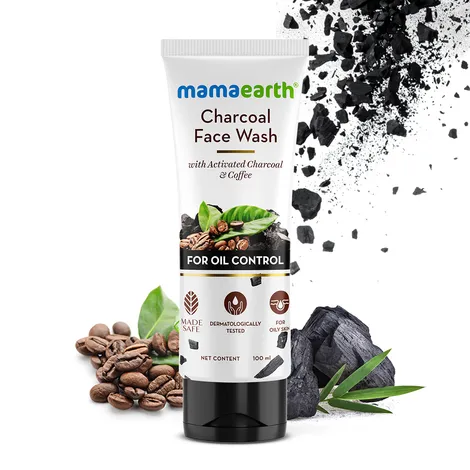 mamaearth®
Charcoal
Face Wash
with Activated Charcoal
& Coffee
FOR OIL CONTROL
MADE
SAFE
DERMATOLOGICALLY
TESTED
FOR
OILY SKIN
NET CONTENT 100 ml